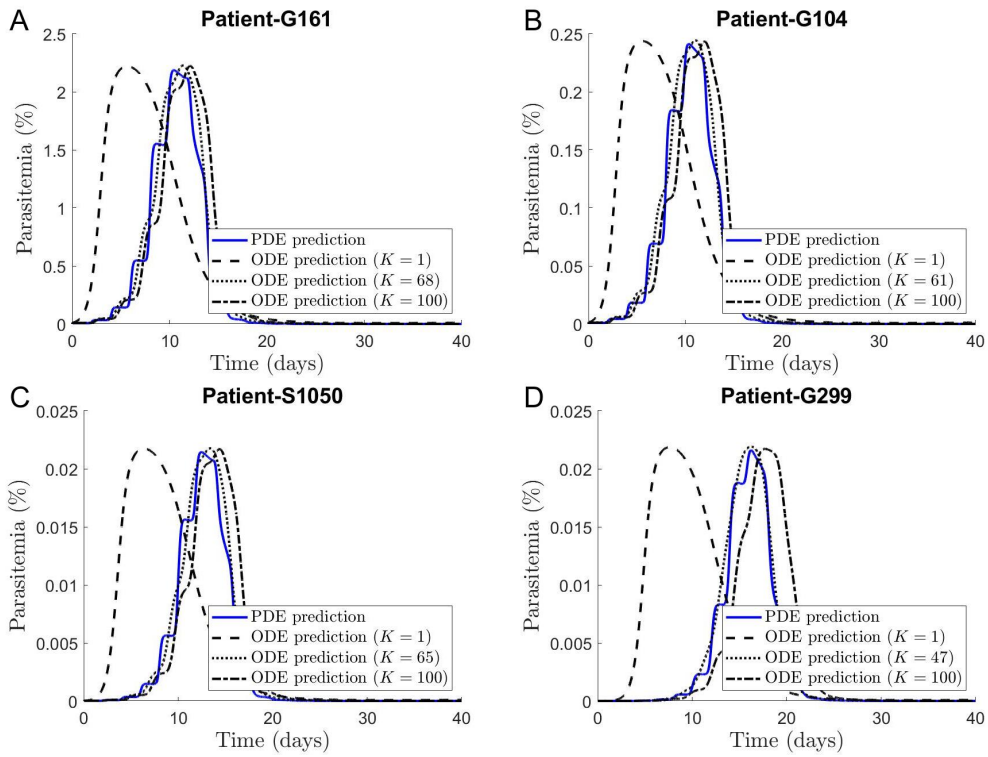 A
Patient-G161
Parasitemia (%)
2.5
2
1.5
1
0.5
0
PDE prediction
ODE prediction (K = 1)
ODE prediction (K = 68)
ODE prediction (K = 100)
0 10 20 30 40
Time (days)
B
Patient-G104
Parasitemia (%)
0.25
0.2
0.15
0.1
0.05
0
PDE prediction
ODE prediction (K = 1)
ODE prediction (K = 61)
ODE prediction (K = 100)
0 10 20 30 40
Time (days)
C
Patient-S1050
Parasitemia (%)
0.025
0.02
0.015
0.01
0.005
0
PDE prediction
ODE prediction (K = 1)
ODE prediction (K = 65)
ODE prediction (K = 100)
0 10 20 30 40
Time (days)
D
Patient-G299
Parasitemia (%)
0.025
0.02
0.015
0.01
0.005
0
PDE prediction
ODE prediction (K = 1)
ODE prediction (K = 47)
ODE prediction (K = 100)
0 10 20 30 40
Time (days)